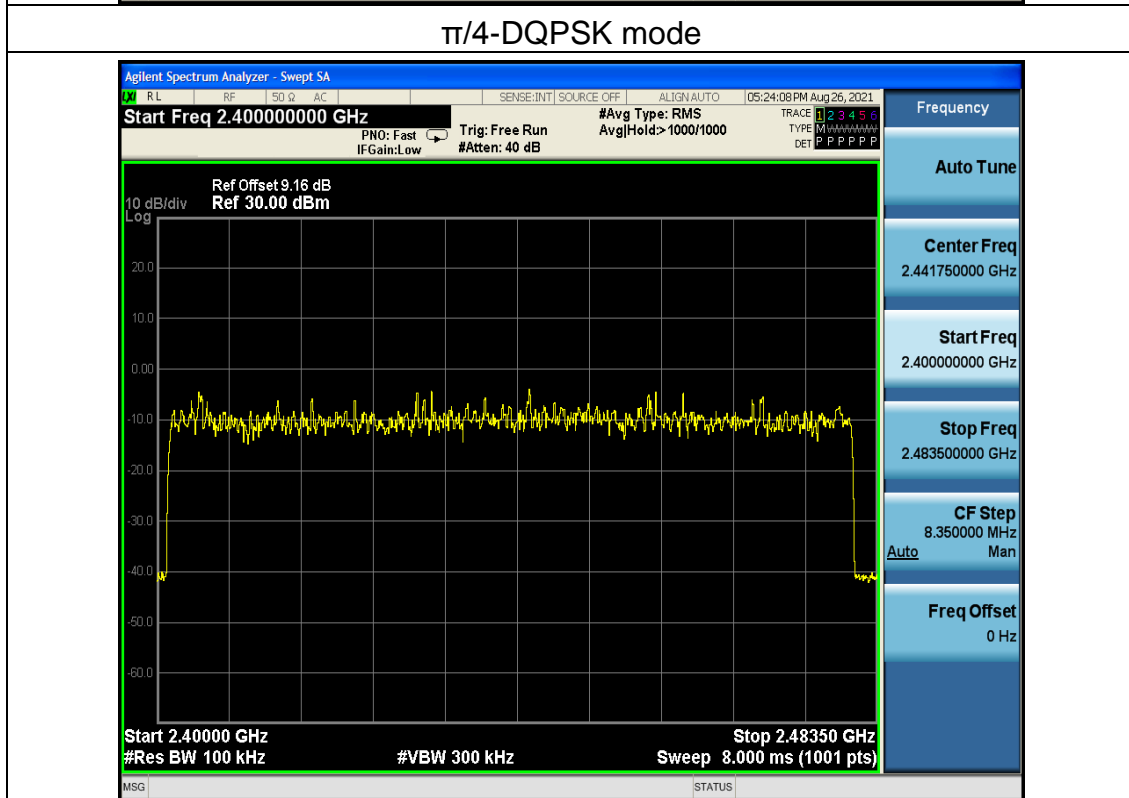 π/4-DQPSK mode
Agilent Spectrum Analyzer - Swept SA
LXI RL RF 50 Ω AC SENSE:INT SOURCE OFF ALIGN AUTO 05:24:08 PM Aug 26, 2021
Start Freq 2.400000000 GHz
#Avg Type: RMS
TRACE 1 2 3 4 5 6
PNO: Fast Trig: Free Run Avg|Hold:>1000/1000
TYPE M
IFGain:Low #Atten: 40 dB
DET P P P P P P
Ref Offset 9.16 dB
10 dB/div Ref 30.00 dBm
Log
20.0
10.0
0.00
-10.0
-20.0
-30.0
-40.0
-50.0
-60.0
Start 2.40000 GHz Stop 2.48350 GHz
#Res BW 100 kHz #VBW 300 kHz Sweep 8.000 ms (1001 pts)
MSG STATUS
Frequency
Auto Tune
Center Freq
2.441750000 GHz
Start Freq
2.400000000 GHz
Stop Freq
2.483500000 GHz
CF Step
8.350000 MHz
Auto Man
Freq Offset
0 Hz